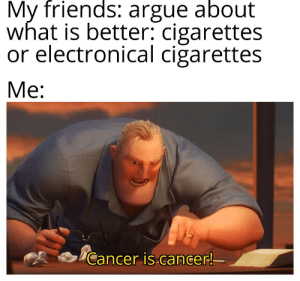 My friends: argue about
what is better: cigarettes
or electronical cigarettes
Me:
Cancer is cancer!